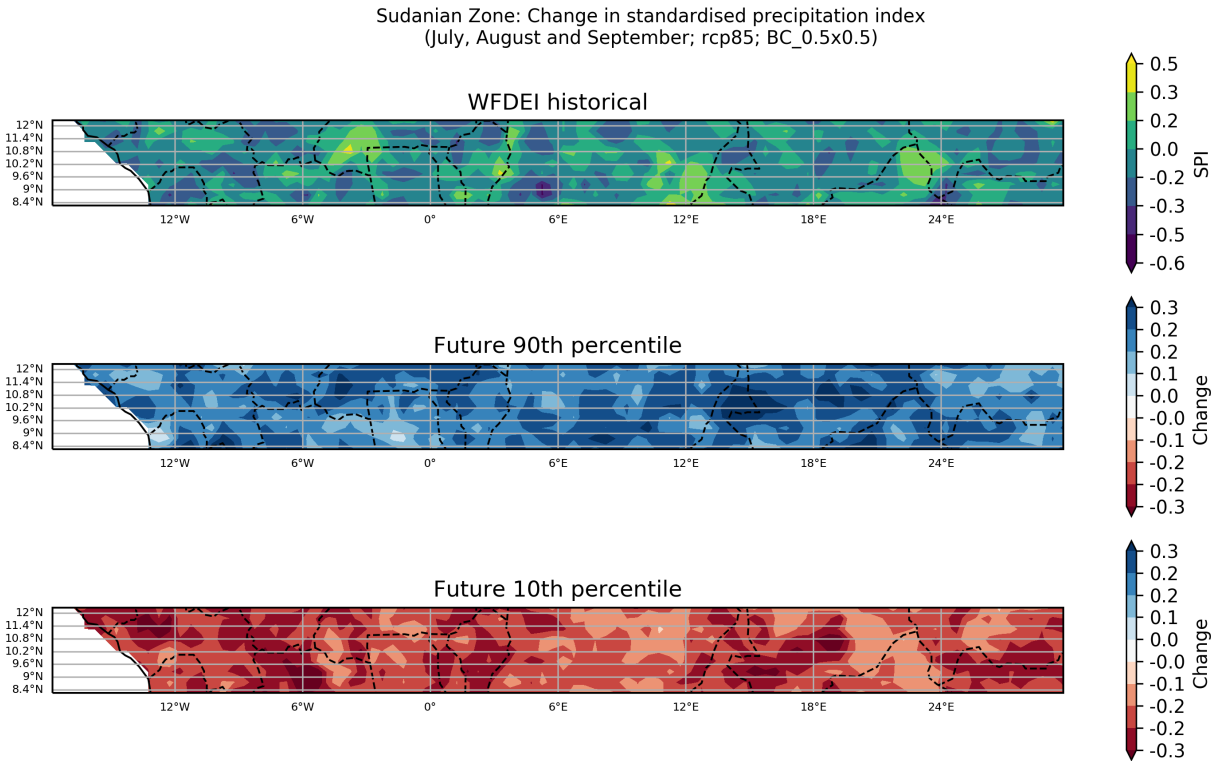 Sudanian Zone: Change in standardised precipitation index
(July, August and September; rcp85; BC_0.5x0.5)
WFDEI historical
12°N
11.4°N
10.8°N
10.2°N
9.6°N
9°N
8.4°N
12°W 6°W 0° 6°E 12°E 18°E 24°E
0.5
0.3
0.2
0.0
-0.2
-0.3
-0.5
-0.6
SPI
Future 90th percentile
12°N
11.4°N
10.8°N
10.2°N
9.6°N
9°N
8.4°N
12°W 6°W 0° 6°E 12°E 18°E 24°E
0.3
0.2
0.2
0.1
0.0
-0.0
-0.1
-0.2
-0.2
-0.3
Change
Future 10th percentile
12°N
11.4°N
10.8°N
10.2°N
9.6°N
9°N
8.4°N
12°W 6°W 0° 6°E 12°E 18°E 24°E
0.3
0.2
0.2
0.1
0.0
-0.0
-0.1
-0.2
-0.2
-0.3
Change